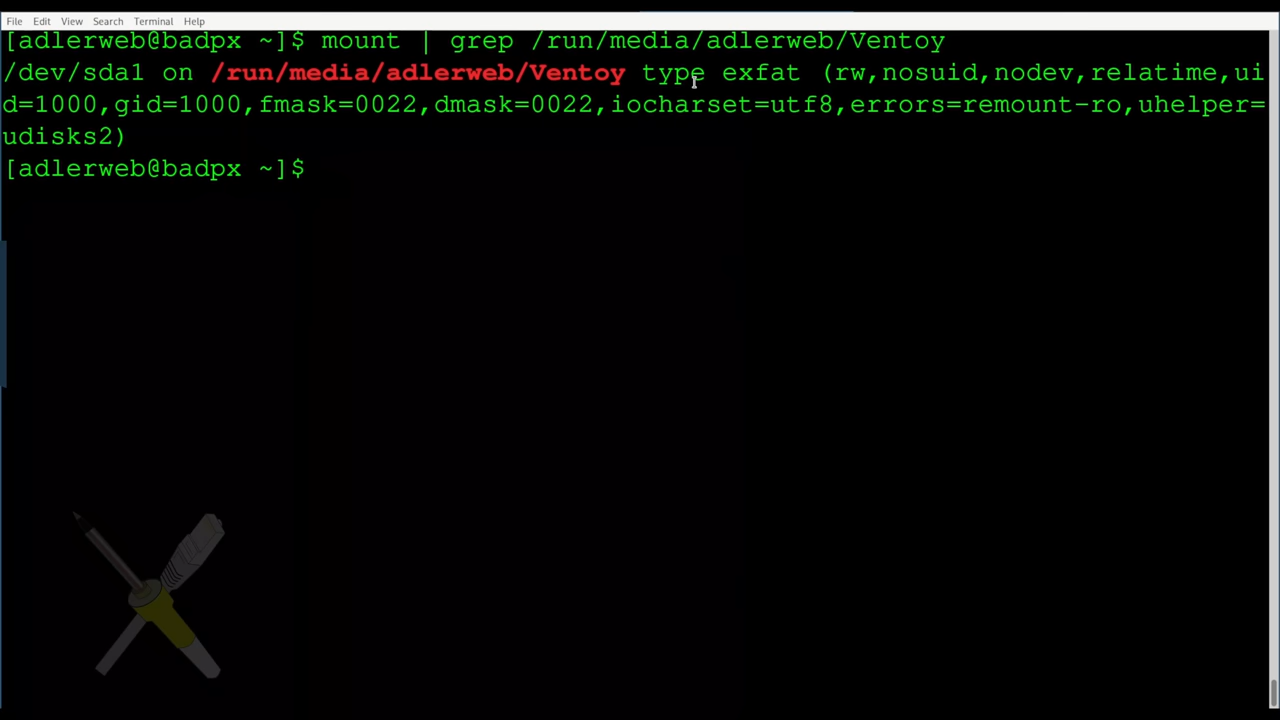 File Edit View Search Terminal Help
[adlerweb@badpx ~]$ mount | grep /run/media/adlerweb/Ventoy
/dev/sda1 on /run/media/adlerweb/Ventoy type exfat (rw,nosuid,nodev,relatime,ui
d=1000,gid=1000,fmask=0022,dmask=0022,iocharset=utf8,errors=remount-ro,uhelper=
udisks2)
[adlerweb@badpx ~]$